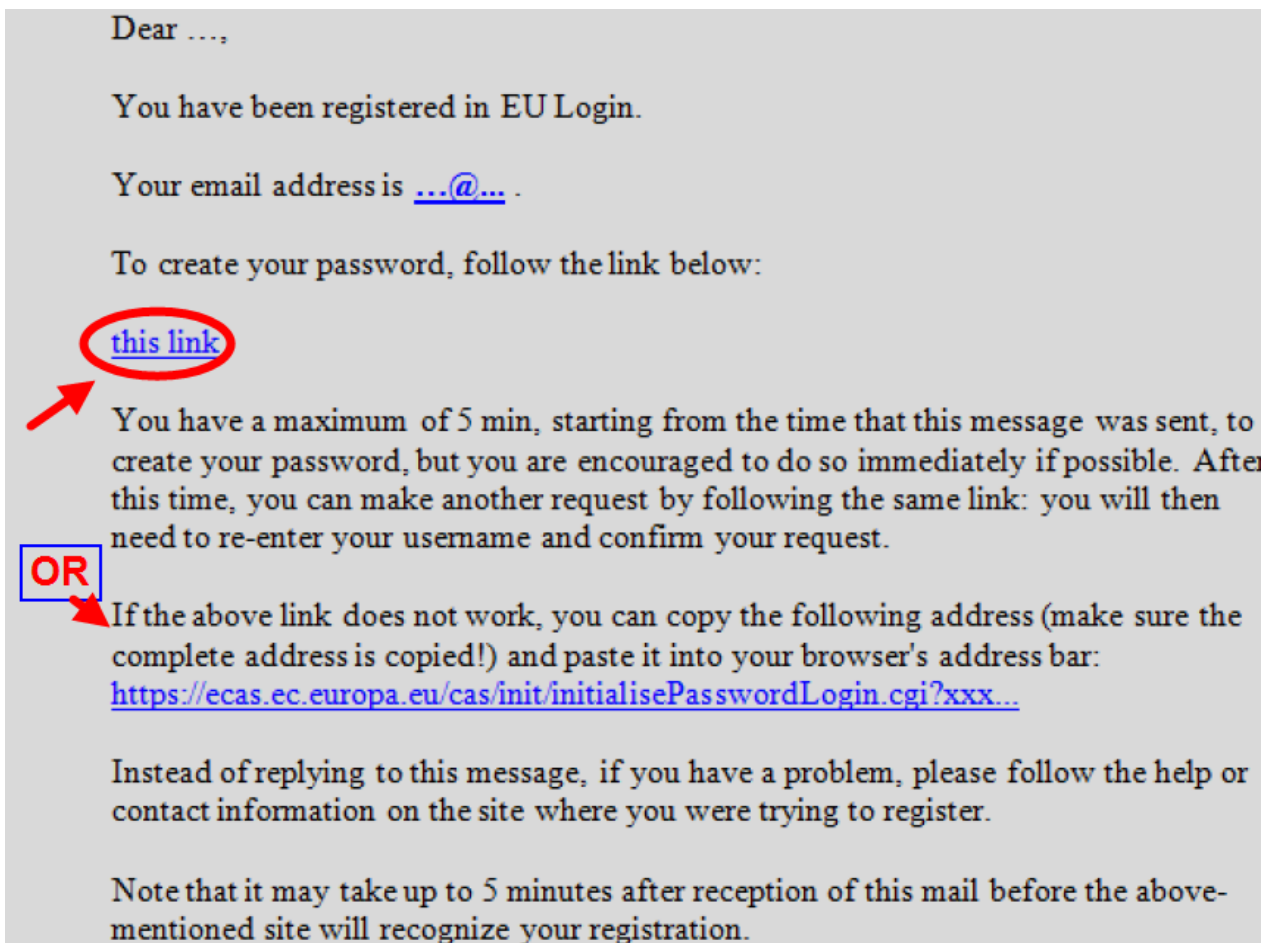 Dear ...,
You have been registered in EU Login.
Your email address is ...@... .
To create your password, follow the link below:
this link
You have a maximum of 5 min, starting from the time that this message was sent, to
create your password, but you are encouraged to do so immediately if possible. After
this time, you can make another request by following the same link: you will then
need to re-enter your username and confirm your request.
OR
If the above link does not work, you can copy the following address (make sure the
complete address is copied!) and paste it into your browser's address bar:
https://ecas.ec.europa.eu/cas/init/initialisePasswordLogin.cgi?xxx...
Instead of replying to this message, if you have a problem, please follow the help or
contact information on the site where you were trying to register.
Note that it may take up to 5 minutes after reception of this mail before the above-
mentioned site will recognize your registration.